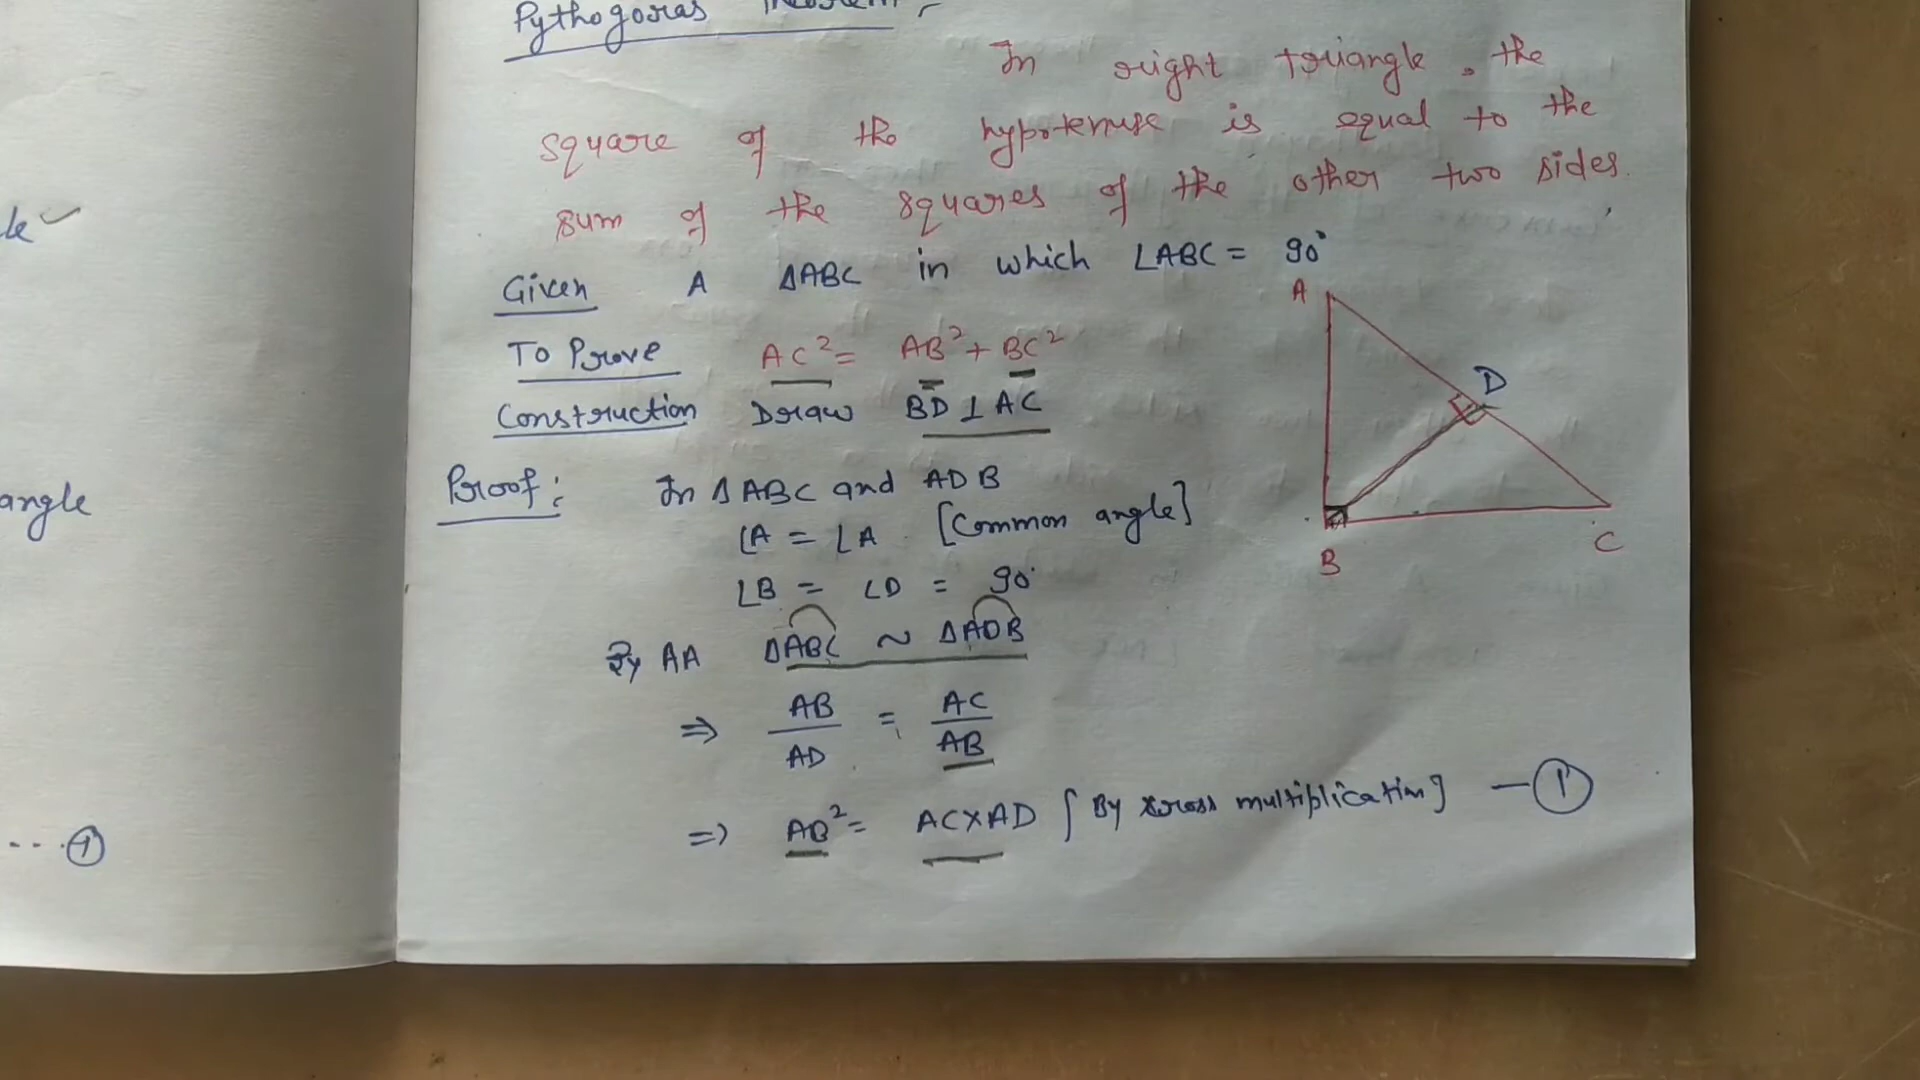 le
angle
... ①
Pythogoras Theorem
In right triangle, the
square of the hypotenuse is equal to the
sum of the squares of the other two sides.
Given A ΔABC in which ∠ABC = 90°
To Prove AC² = AB² + BC²
Construction Draw BD ⊥ AC
Proof: In Δ ABC and ADB
∠A = ∠A [Common angle]
∠B = ∠D = 90°
By AA ΔABC ~ ΔADB
⇒ AB/AD = AC/AB
⇒ AB² = AC×AD [By cross multiplication] — ①
A
D
B
C